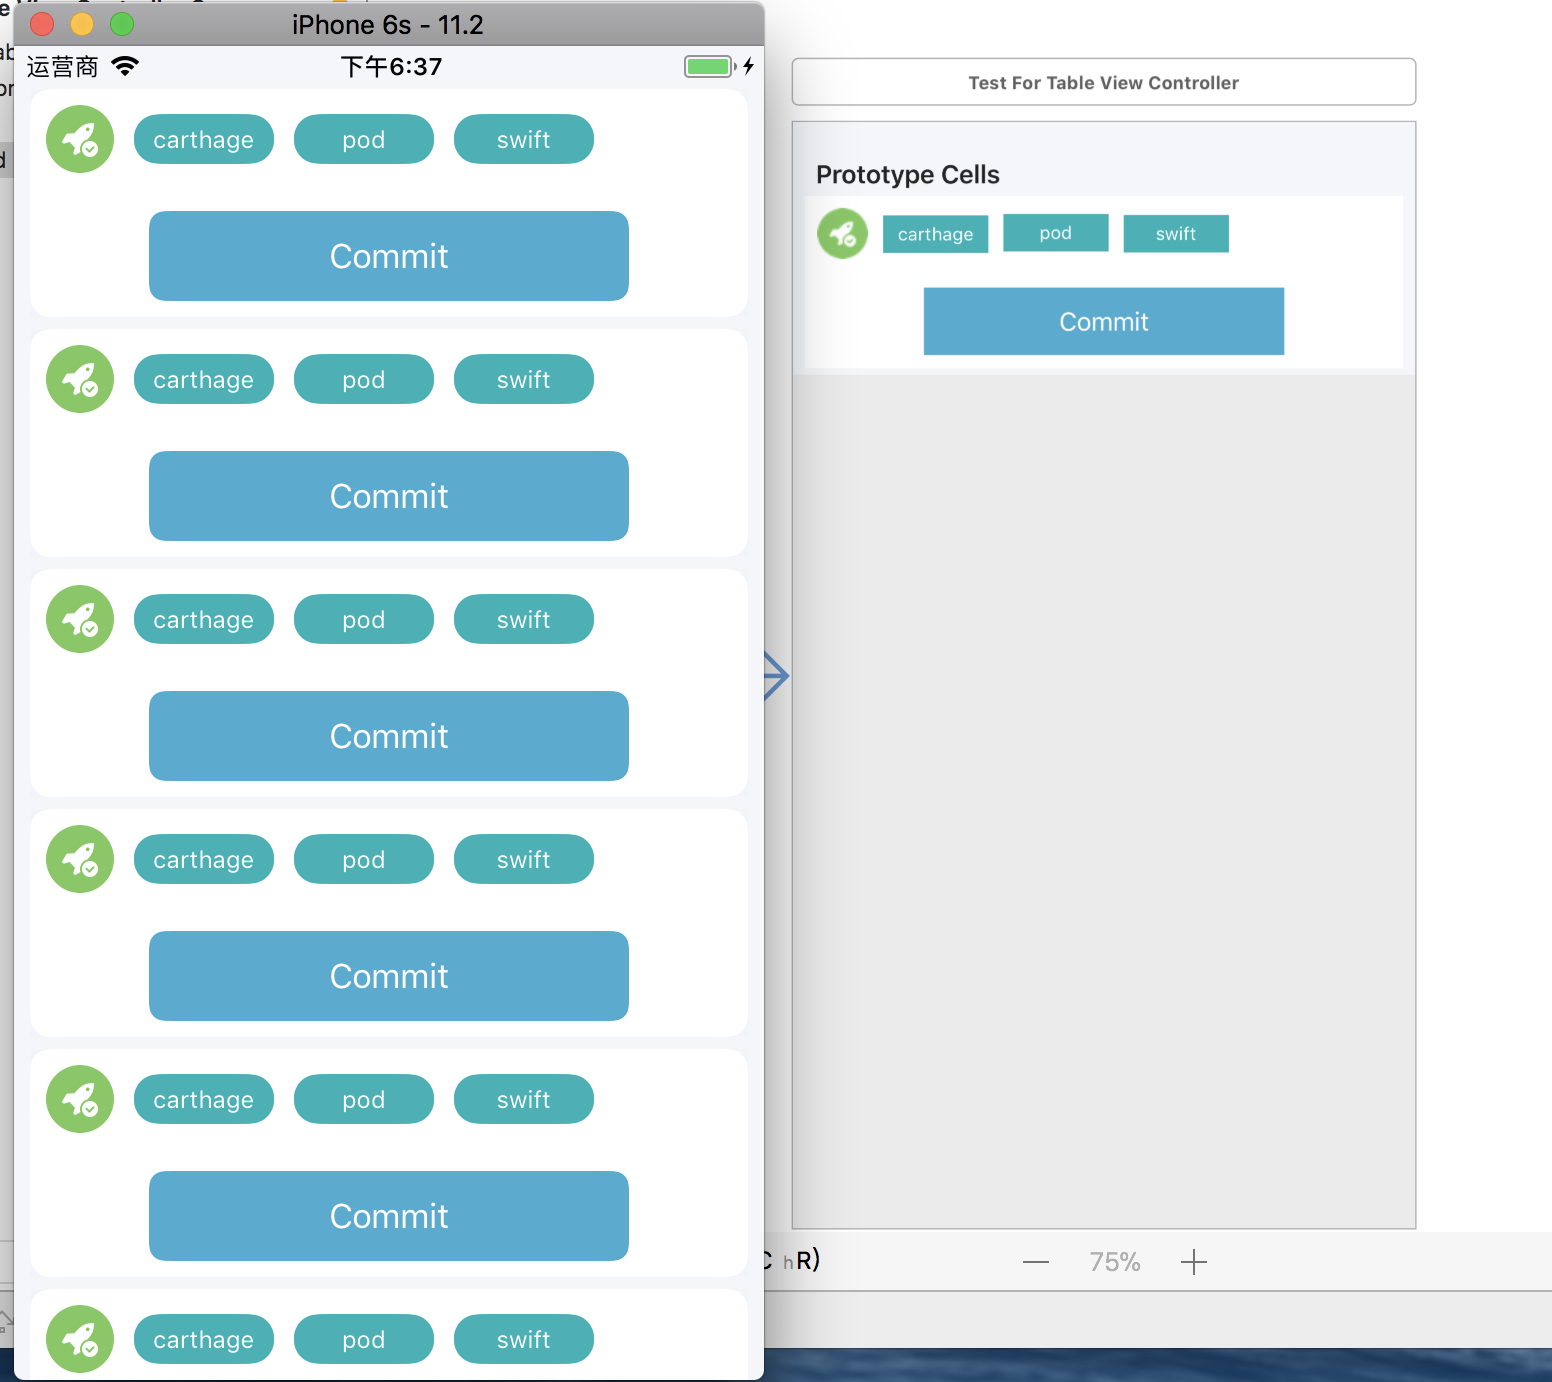 iPhone 6s - 11.2
运营商
下午6:37
carthage pod swift
Commit
carthage pod swift
Commit
carthage pod swift
Commit
carthage pod swift
Commit
carthage pod swift
Commit
carthage pod swift
Test For Table View Controller
Prototype Cells
carthage pod swift
Commit
hR)
75%